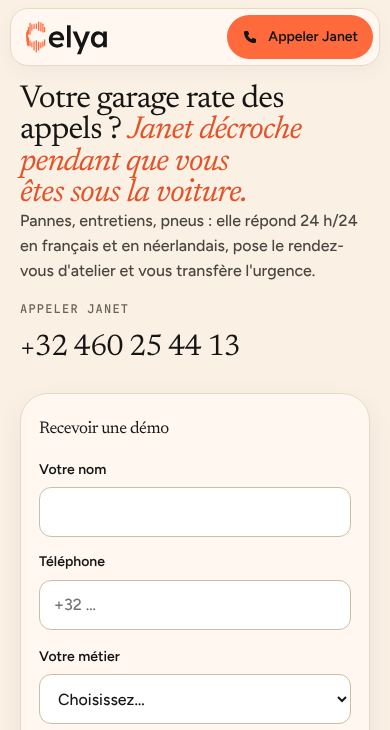 Celya
Appeler Janet
Votre garage rate des
appels ? Janet décroche
pendant que vous
êtes sous la voiture.
Pannes, entretiens, pneus : elle répond 24 h/24
en français et en néerlandais, pose le rendez-
vous d'atelier et vous transfère l'urgence.
APPELER JANET
+32 460 25 44 13
Recevoir une démo
Votre nom
Téléphone
+32 ...
Votre métier
Choisissez...